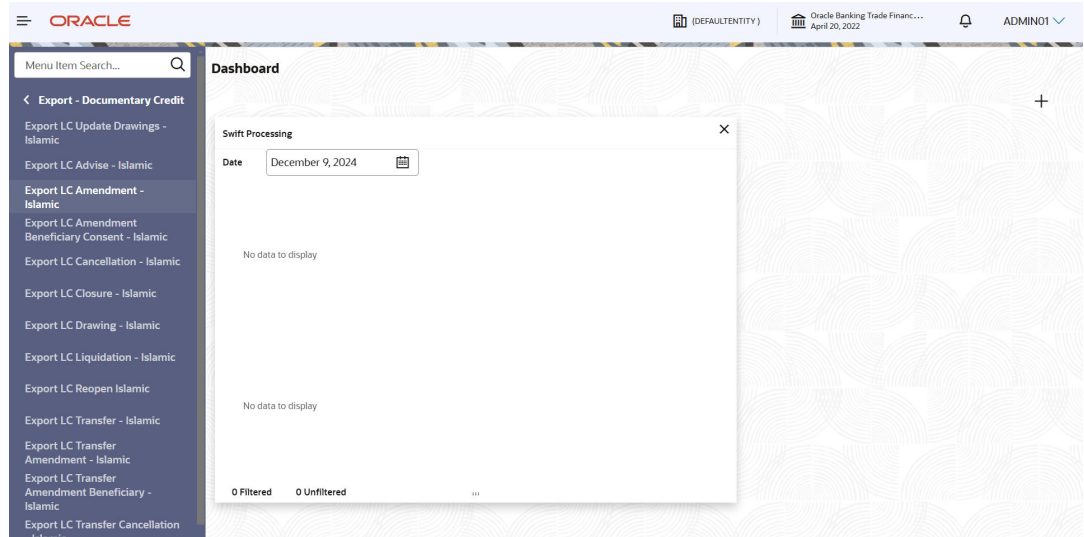 ORACLE
(DEFAULTENTITY)
Oracle Banking Trade Financ...
April 20, 2022
ADMIN01
Menu Item Search...
Export - Documentary Credit
Export LC Update Drawings -
Islamic
Export LC Advise - Islamic
Export LC Amendment -
Islamic
Export LC Amendment
Beneficiary Consent - Islamic
Export LC Cancellation - Islamic
Export LC Closure - Islamic
Export LC Drawing - Islamic
Export LC Liquidation - Islamic
Export LC Reopen Islamic
Export LC Transfer - Islamic
Export LC Transfer
Amendment - Islamic
Export LC Transfer
Amendment Beneficiary -
Islamic
Export LC Transfer Cancellation
Dashboard
Swift Processing
Date December 9, 2024
No data to display
No data to display
0 Filtered 0 Unfiltered